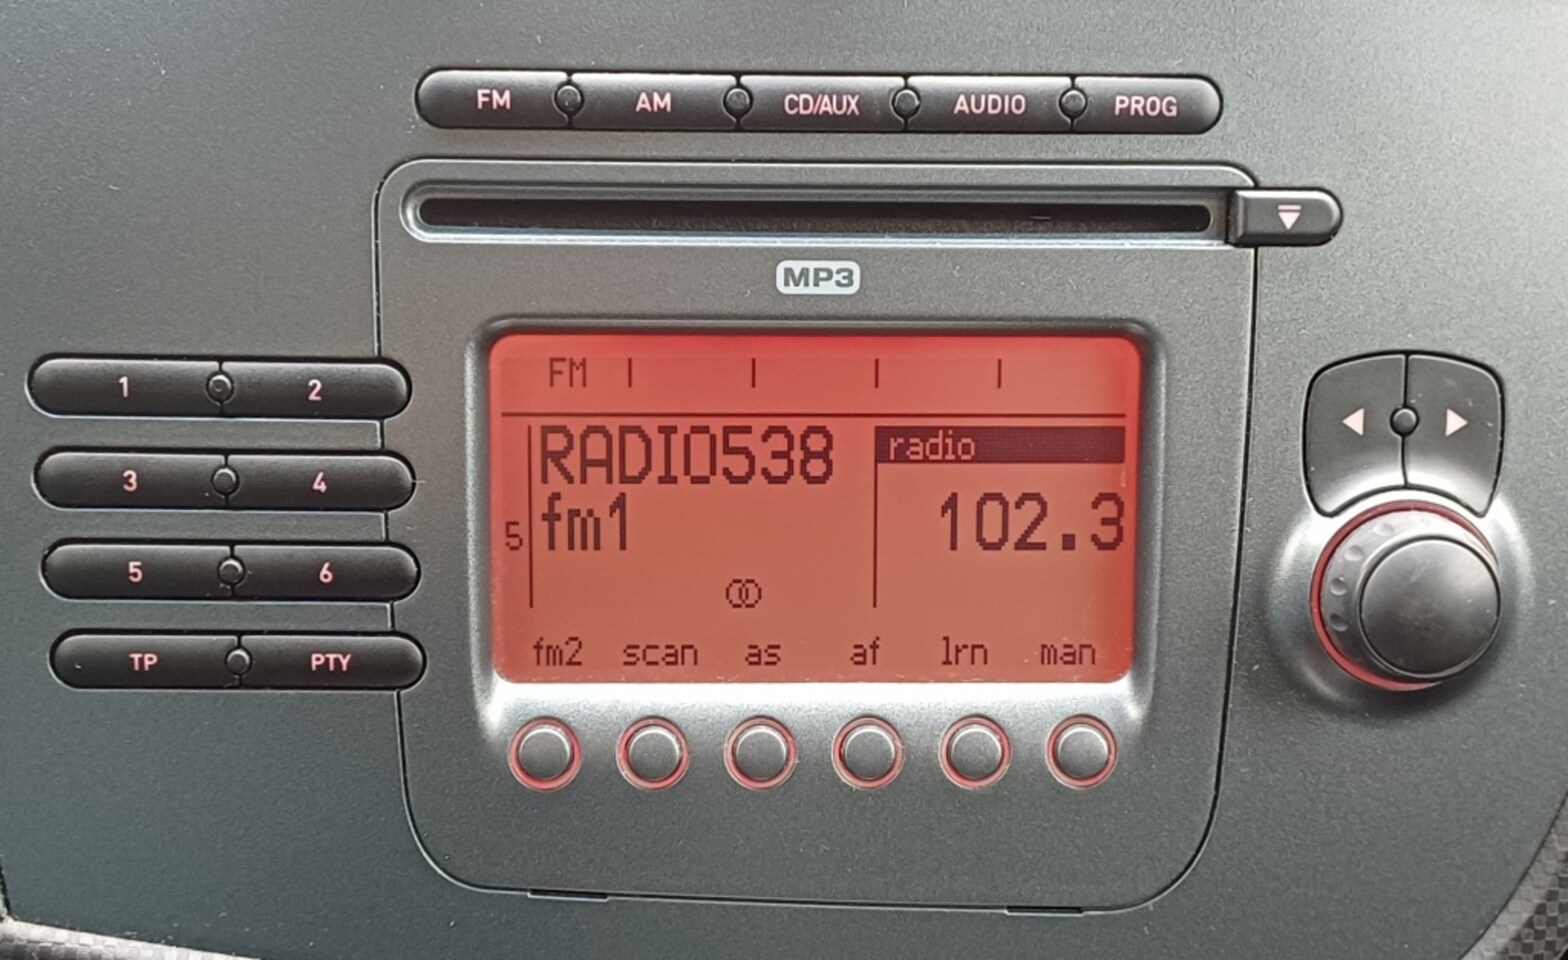 FM AM CD/AUX AUDIO PROG
MP3
1 2
3 4
5 6
TP PTY
FM
RADIO538
fm1
5
radio
102.3
fm2 scan as af lrn man